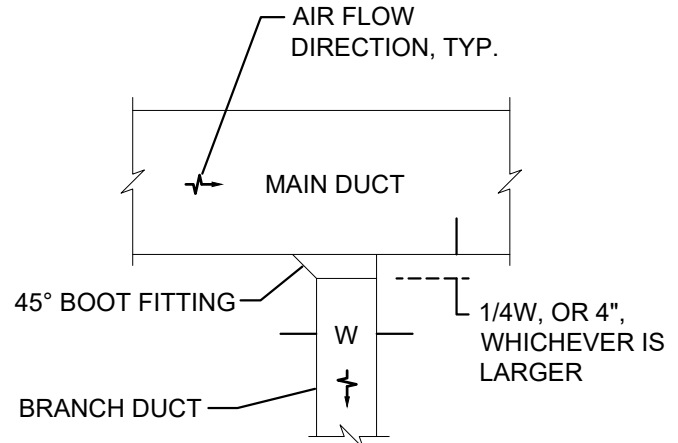 AIR FLOW
DIRECTION, TYP.
MAIN DUCT
45° BOOT FITTING
1/4W, OR 4",
WHICHEVER IS
LARGER
W
BRANCH DUCT